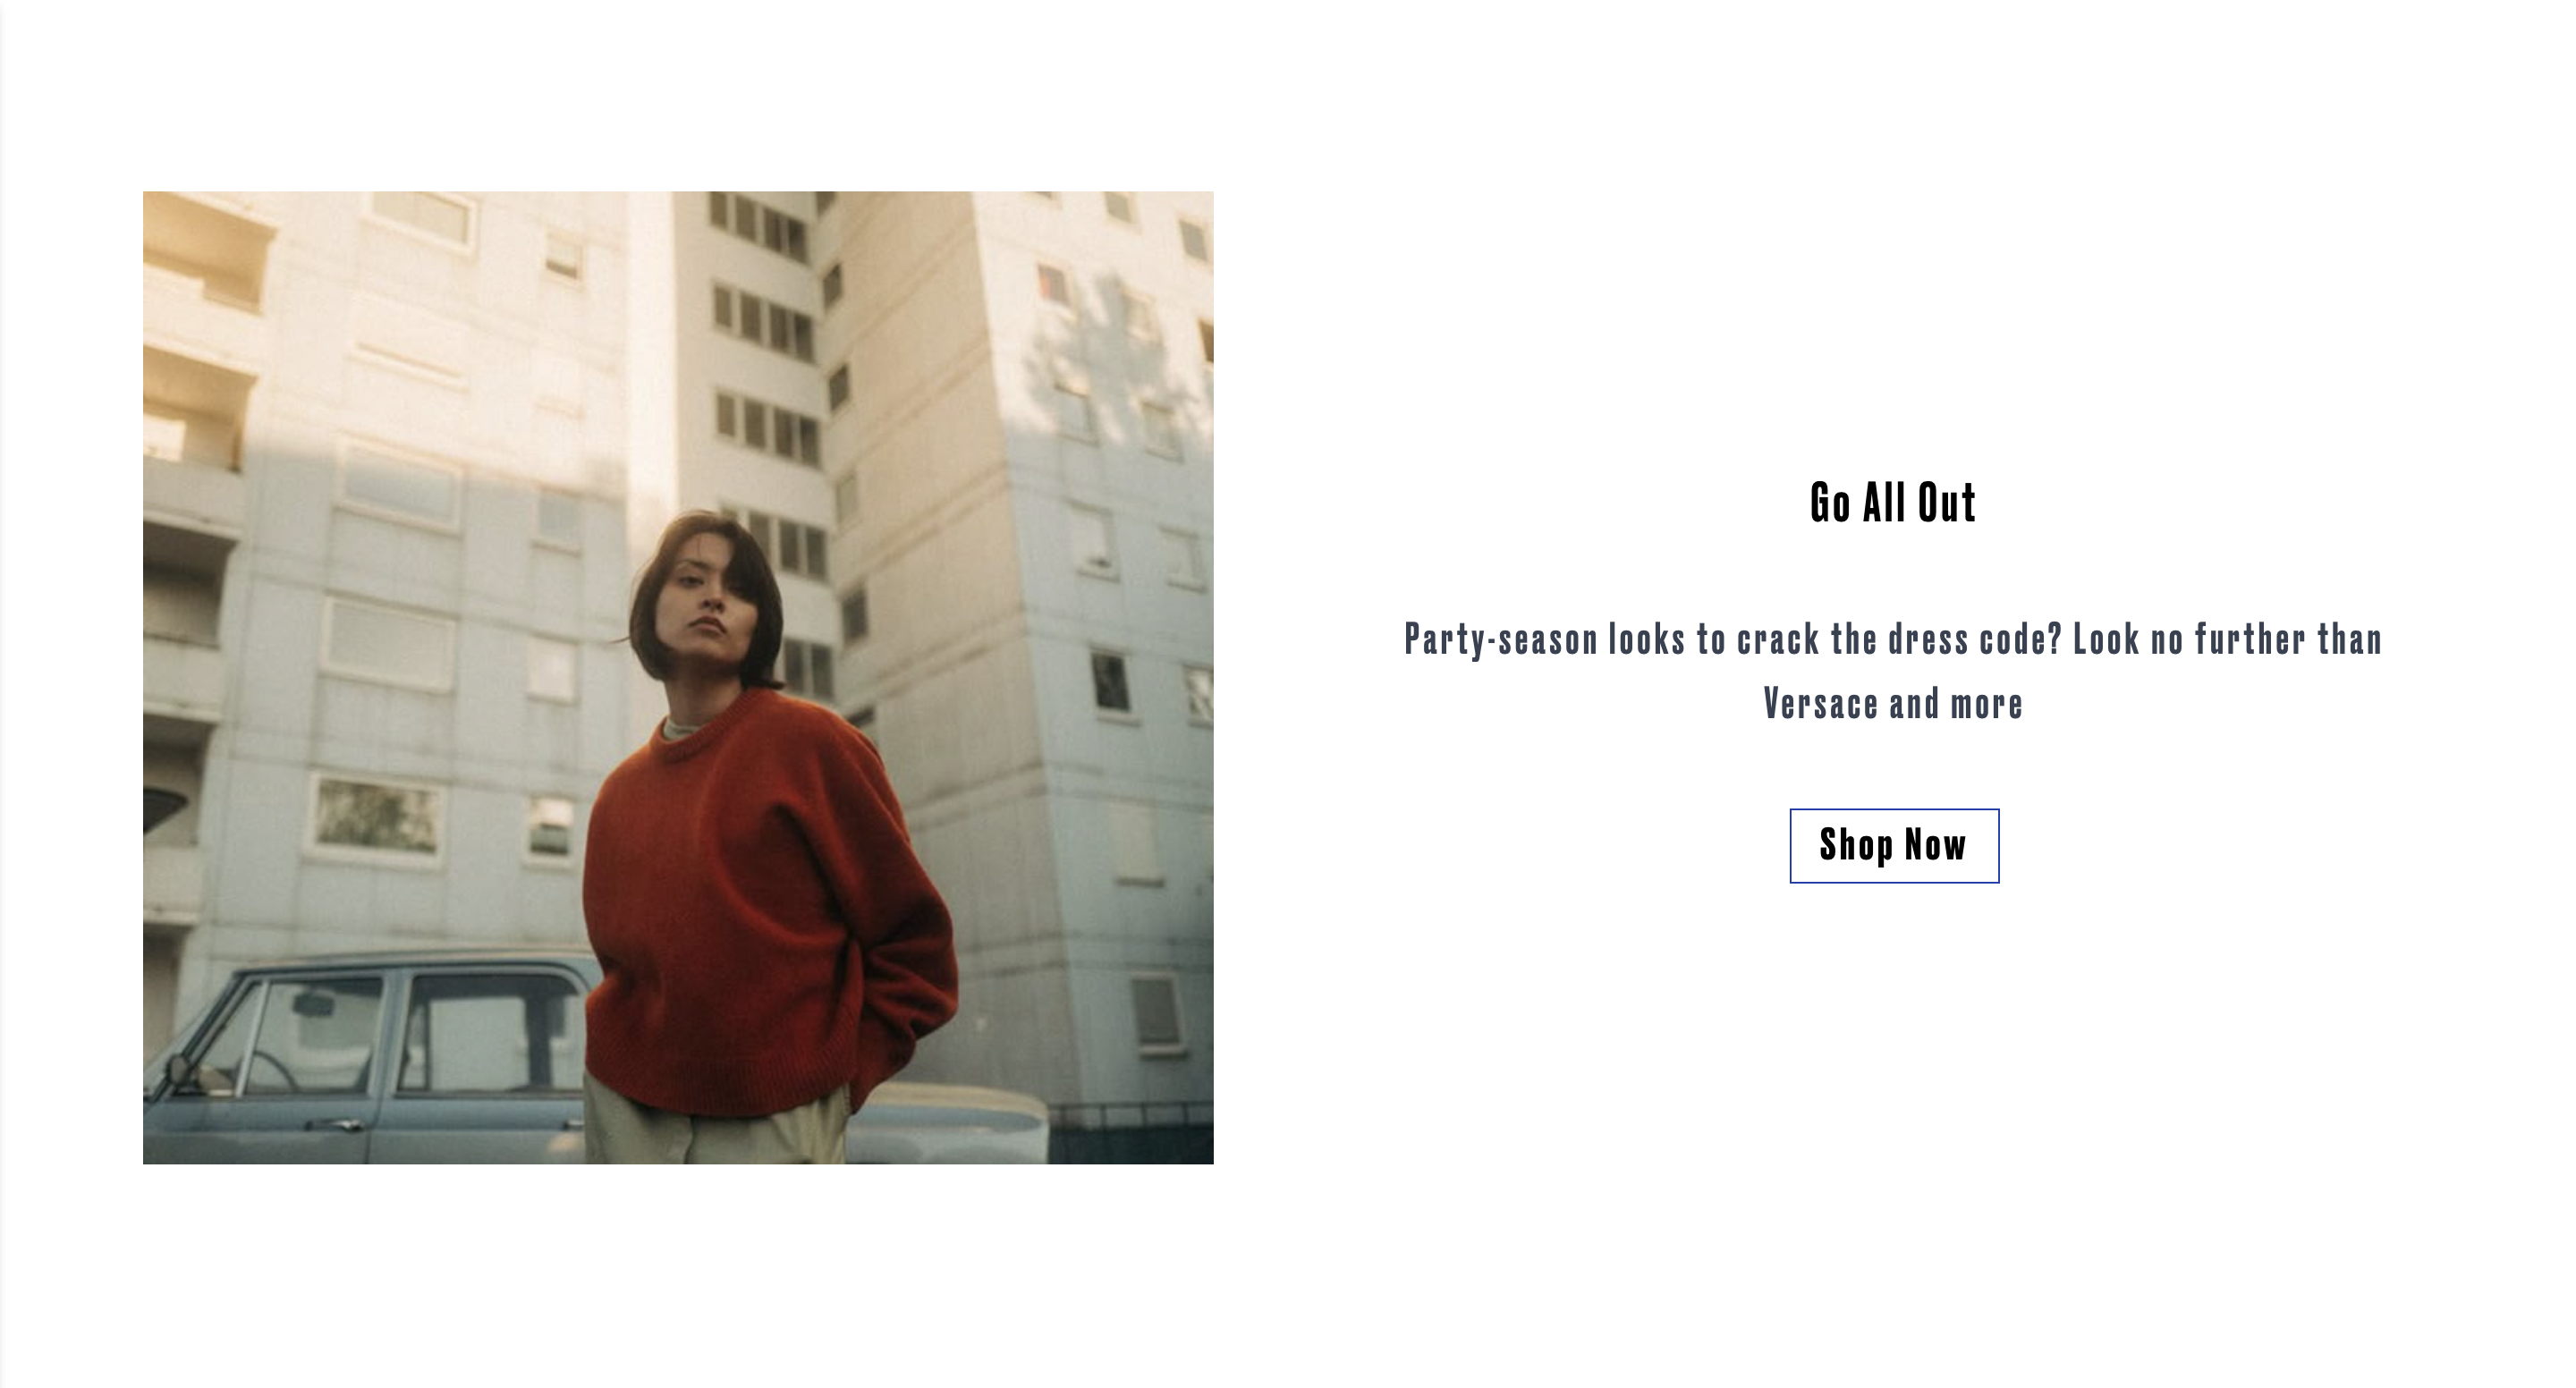 Go All Out
Party-season looks to crack the dress code? Look no further than
Versace and more
Shop Now